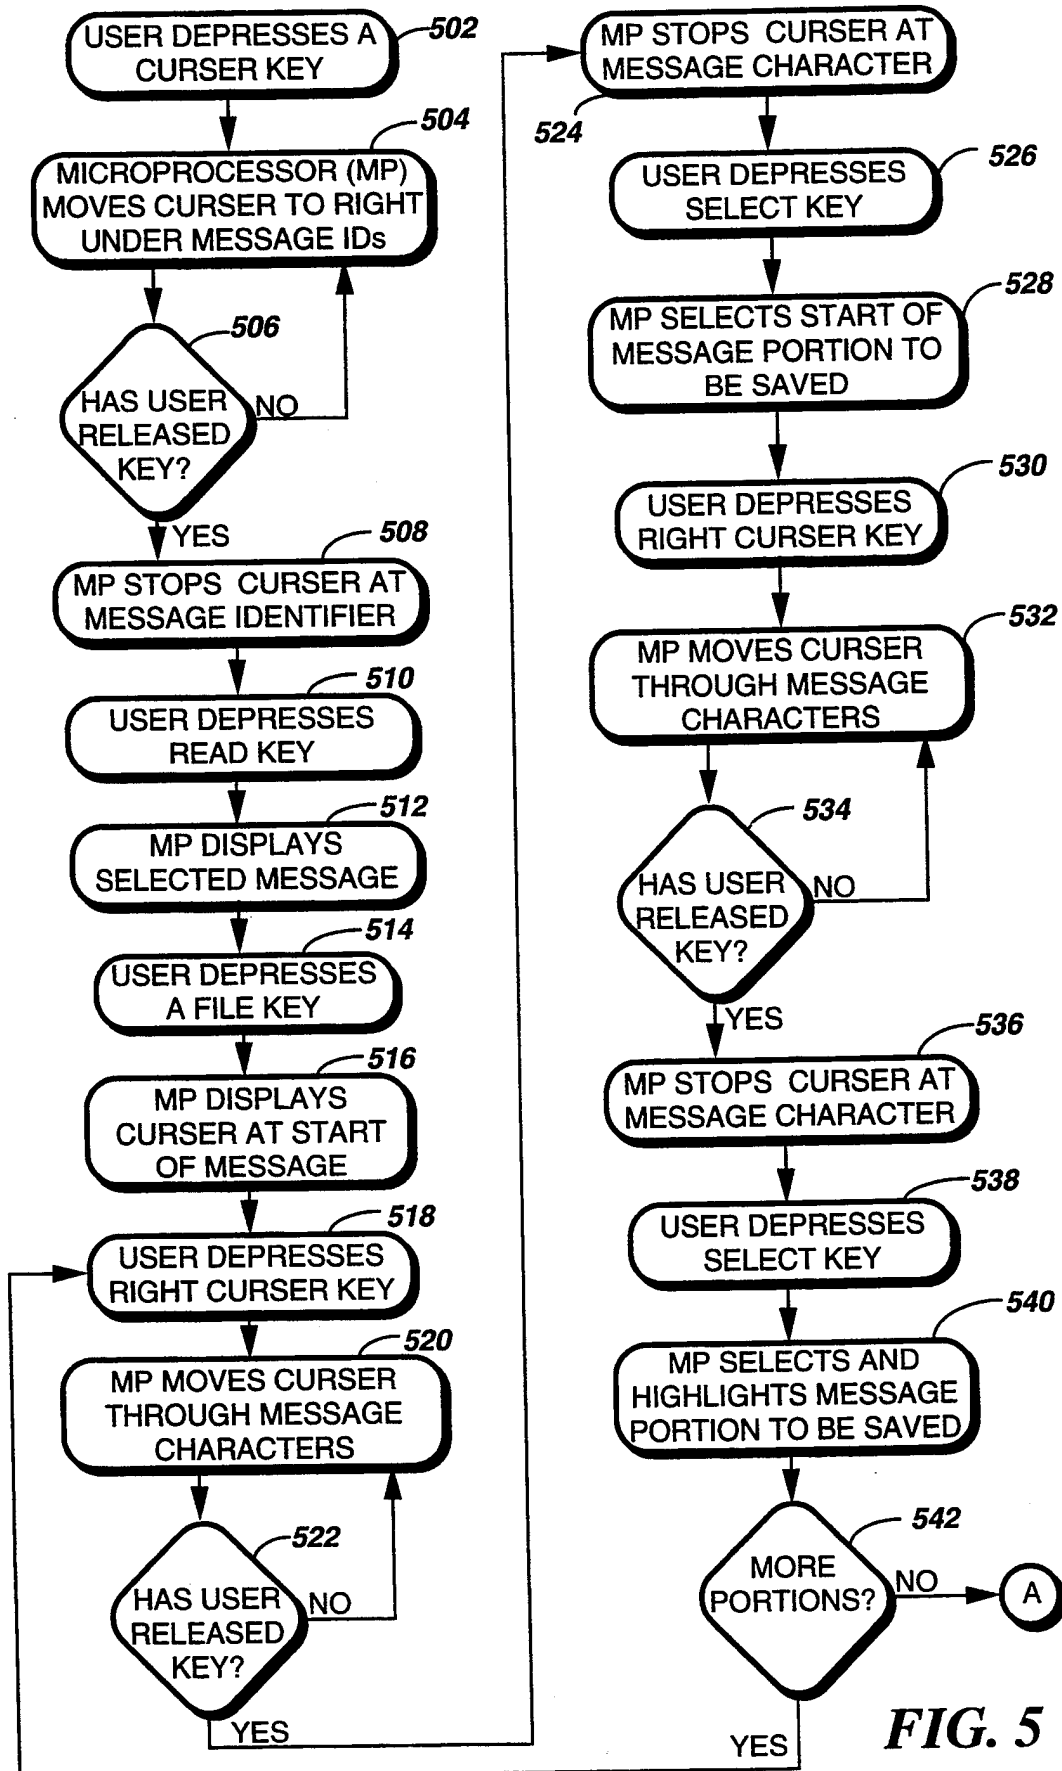 USER DEPRESSES A
CURSER KEY
502
MICROPROCESSOR (MP)
MOVES CURSER TO RIGHT
UNDER MESSAGE IDs
504
HAS USER
RELEASED
KEY?
506
NO
YES
MP STOPS CURSER AT
MESSAGE IDENTIFIER
508
USER DEPRESSES
READ KEY
510
MP DISPLAYS
SELECTED MESSAGE
512
USER DEPRESSES
A FILE KEY
514
MP DISPLAYS
CURSER AT START
OF MESSAGE
516
USER DEPRESSES
RIGHT CURSER KEY
518
MP MOVES CURSER
THROUGH MESSAGE
CHARACTERS
520
HAS USER
RELEASED
KEY?
522
NO
YES
MP STOPS CURSER AT
MESSAGE CHARACTER
524
USER DEPRESSES
SELECT KEY
526
MP SELECTS START OF
MESSAGE PORTION TO
BE SAVED
528
USER DEPRESSES
RIGHT CURSER KEY
530
MP MOVES CURSER
THROUGH MESSAGE
CHARACTERS
532
HAS USER
RELEASED
KEY?
534
NO
YES
MP STOPS CURSER AT
MESSAGE CHARACTER
536
USER DEPRESSES
SELECT KEY
538
MP SELECTS AND
HIGHLIGHTS MESSAGE
PORTION TO BE SAVED
540
MORE
PORTIONS?
542
NO
A
YES
FIG. 5